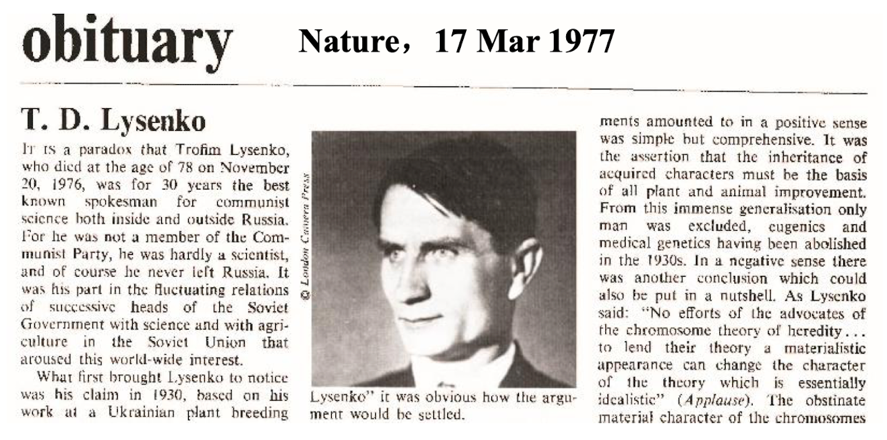 obituary
Nature, 17 Mar 1977
T. D. Lysenko
IT IS a paradox that Trofim Lysenko,
who died at the age of 78 on November
20, 1976, was for 30 years the best
known spokesman for communist
science both inside and outside Russia.
For he was not a member of the Com-
munist Party, he was hardly a scientist,
and of course he never left Russia. It
was his part in the fluctuating relations
of successive heads of the Soviet
Government with science and with agri-
culture in the Soviet Union that
aroused this world-wide interest.
What first brought Lysenko to notice
was his claim in 1930, based on his
work at a Ukrainian plant breeding
© London Camera Press
Lysenko" it was obvious how the argu-
ment would be settled.
ments amounted to in a positive sense
was simple but comprehensive. It was
the assertion that the inheritance of
acquired characters must be the basis
of all plant and animal improvement.
From this immense generalisation only
man was excluded, eugenics and
medical genetics having been abolished
in the 1930s. In a negative sense there
was another conclusion which could
also be put in a nutshell. As Lysenko
said: "No efforts of the advocates of
the chromosome theory of heredity...
to lend their theory a materialistic
appearance can change the character
of the theory which is essentially
idealistic" (Applause). The obstinate
material character of the chromosomes